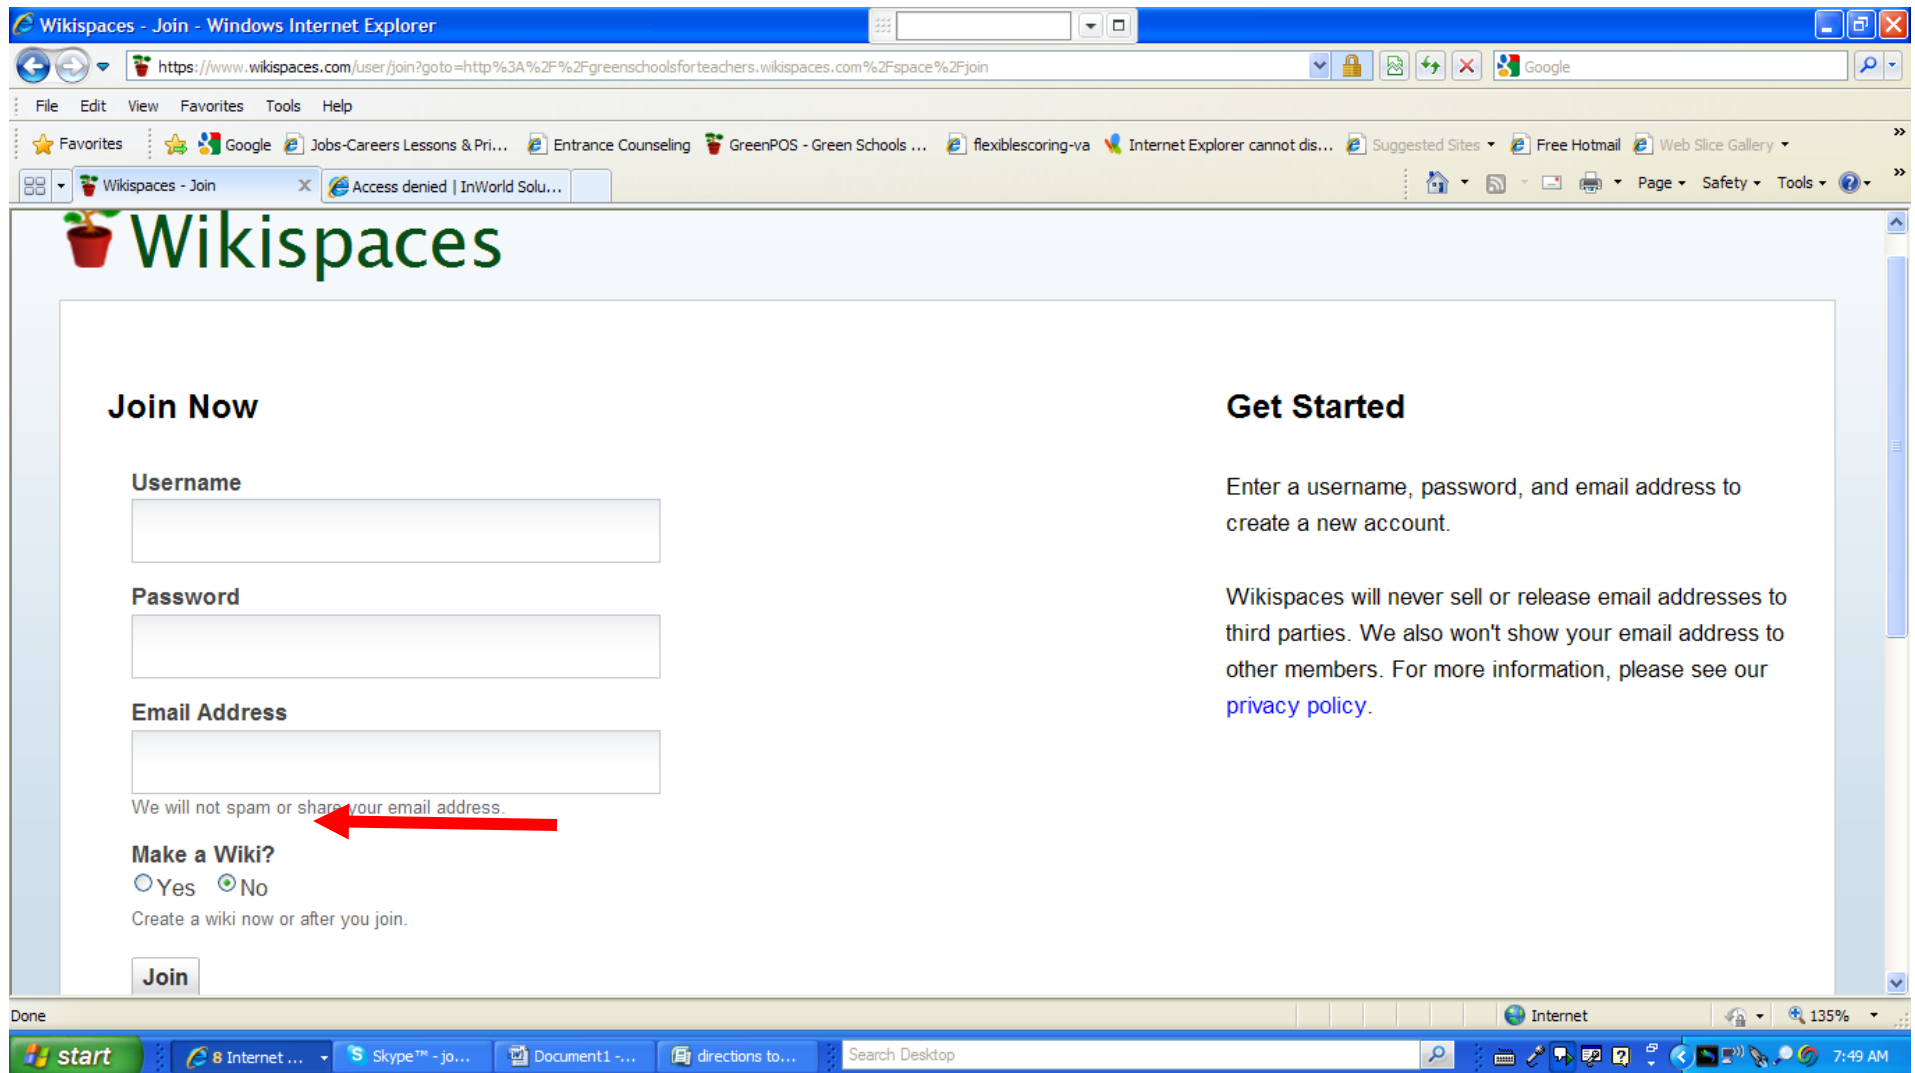 Wikispaces - Join - Windows Internet Explorer
https://www.wikispaces.com/user/join?goto=http%3A%2F%2Fgreenschoolsforteachers.wikispaces.com%2Fspace%2Fjoin
Google
File Edit View Favorites Tools Help
Favorites Google Jobs-Careers Lessons & Pri... Entrance Counseling GreenPOS - Green Schools ... flexiblescoring-va Internet Explorer cannot dis... Suggested Sites Free Hotmail Web Slice Gallery
Wikispaces - Join Access denied | InWorld Solu... Page Safety Tools
Wikispaces
Join Now
Username
Password
Email Address
We will not spam or share your email address.
Make a Wiki?
Yes No
Create a wiki now or after you join.
Join
Get Started
Enter a username, password, and email address to
create a new account.
Wikispaces will never sell or release email addresses to
third parties. We also won't show your email address to
other members. For more information, please see our
privacy policy.
Done Internet 135%
start 8 Internet ... Skype™ - jo... Document1 -... directions to... Search Desktop 7:49 AM